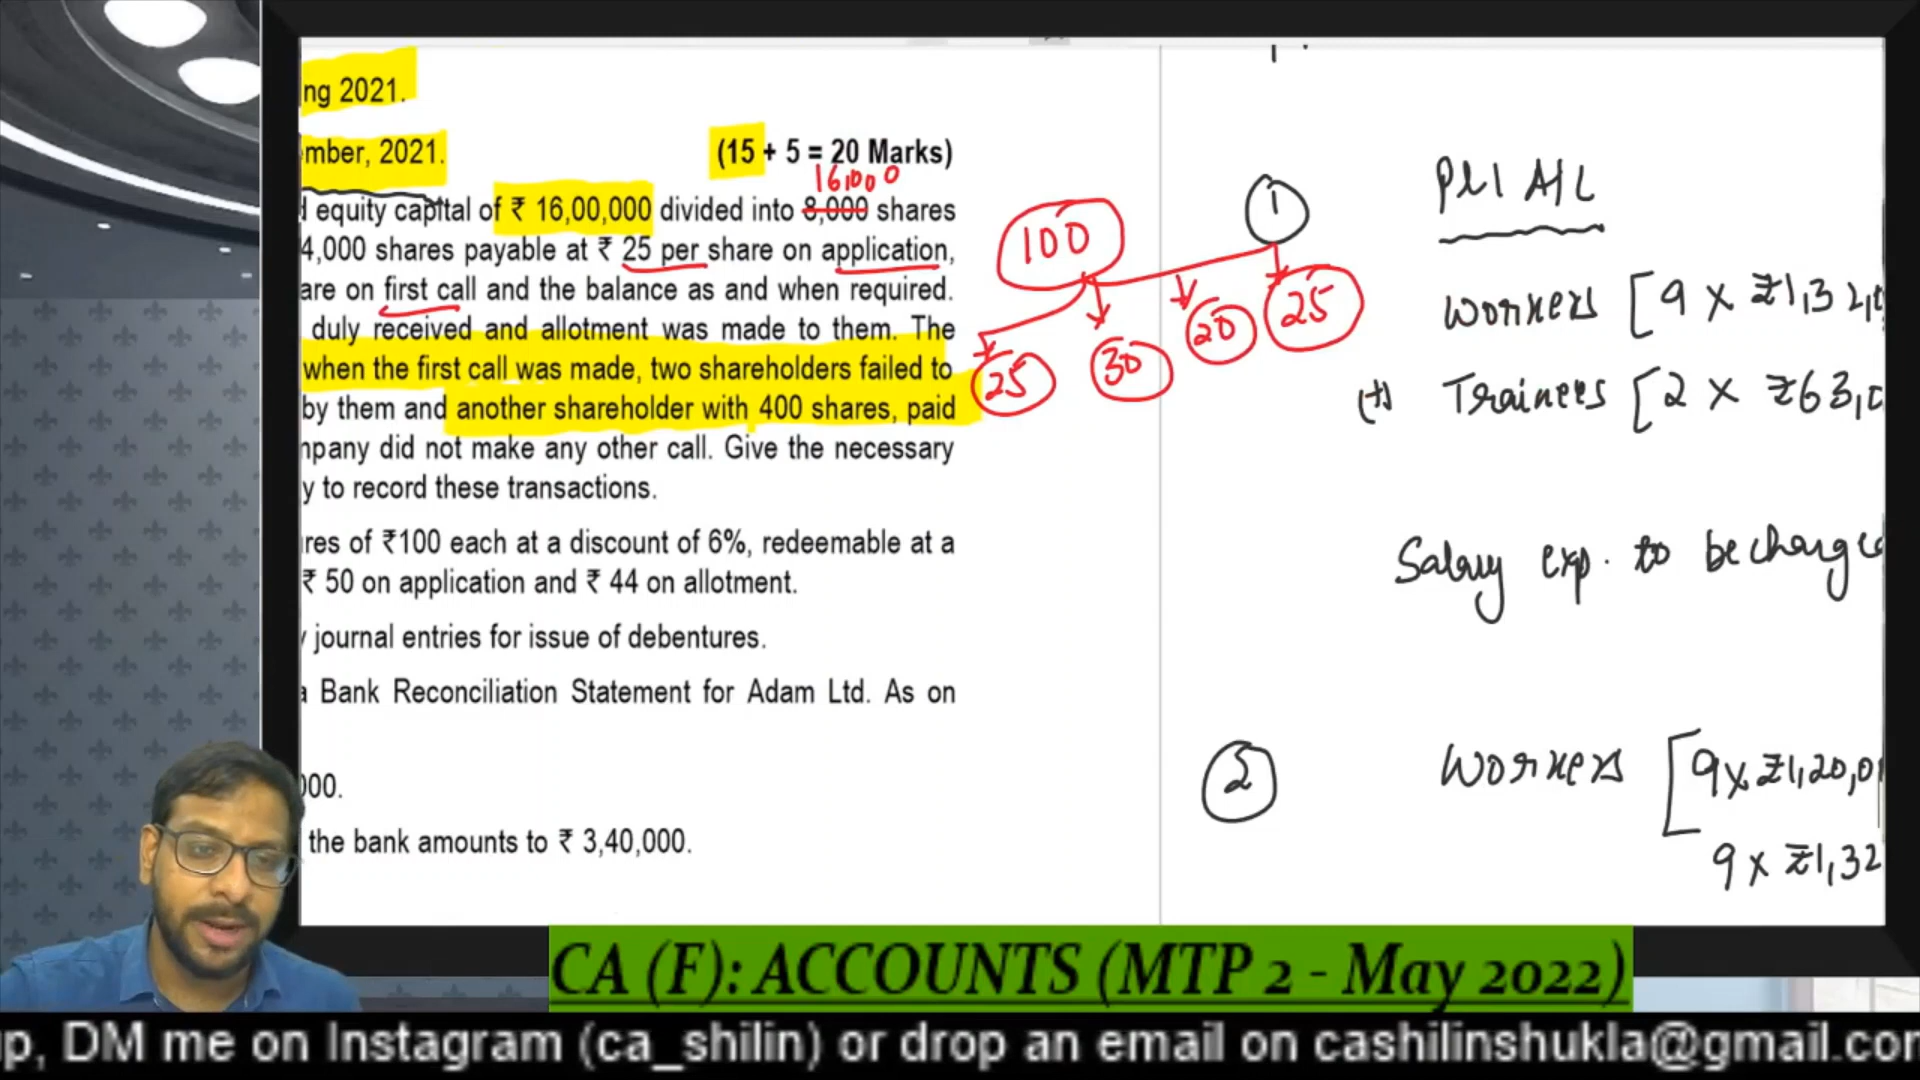 ng 2021.
mber, 2021. (15 + 5 = 20 Marks)
16,000
equity capital of ₹ 16,00,000 divided into 8,000 shares
4,000 shares payable at ₹ 25 per share on application,
are on first call and the balance as and when required.
duly received and allotment was made to them. The
when the first call was made, two shareholders failed to
by them and another shareholder with 400 shares, paid
mpany did not make any other call. Give the necessary
y to record these transactions.
res of ₹100 each at a discount of 6%, redeemable at a
₹ 50 on application and ₹ 44 on allotment.
journal entries for issue of debentures.
a Bank Reconciliation Statement for Adam Ltd. As on
000.
the bank amounts to ₹ 3,40,000.
100
25 30 20 25
1 P&L A/C
Workers [9 x ₹1,32,0
(+) Trainees [2 x ₹63,0
Salary exp. to be charged
2 Workers [9x ₹1,20,0
9 x ₹1,32
CA (F): ACCOUNTS (MTP 2 - May 2022)
p, DM me on Instagram (ca_shilin) or drop an email on cashilinshukla@gmail.com